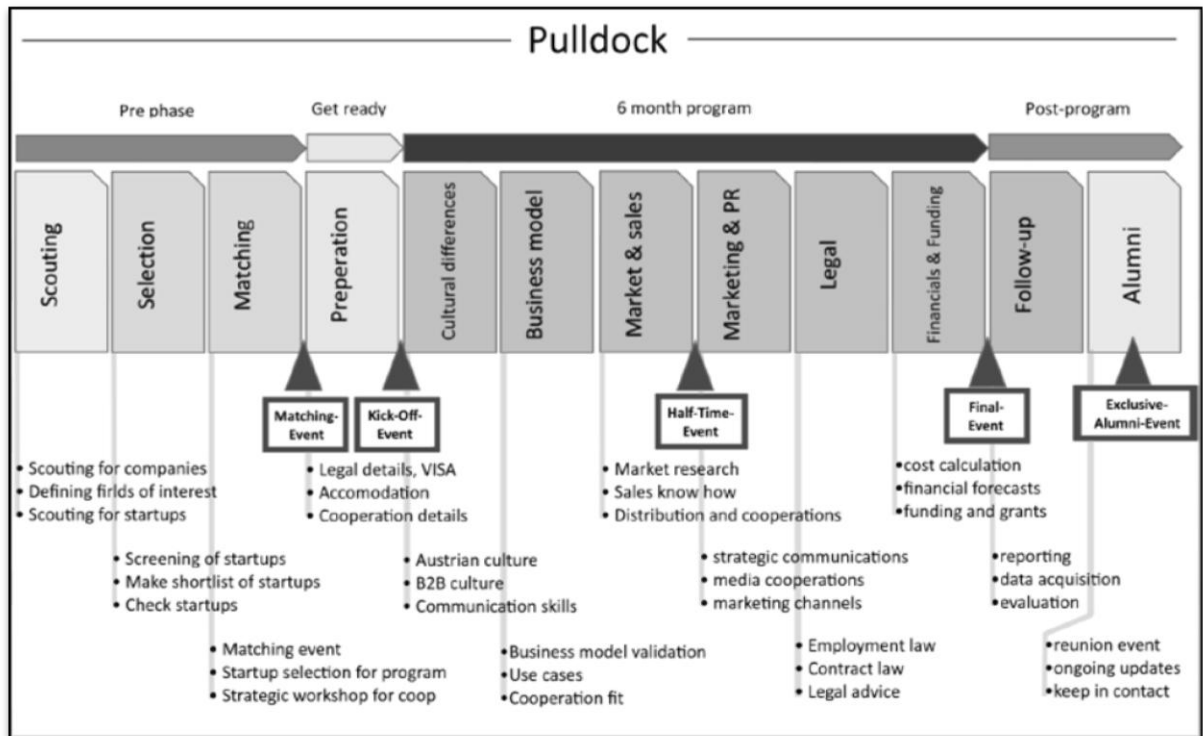 Pulldock
Pre phase
Get ready
6 month program
Post-program
Scouting
Selection
Matching
Preperation
Cultural differences
Business model
Market & sales
Marketing & PR
Legal
Financials & Funding
Follow-up
Alumni
Matching-
Event
Kick-Off-
Event
Half-Time-
Event
Final-
Event
Exclusive-
Alumni-Event
• Scouting for companies
• Defining firlds of interest
• Scouting for startups
• Legal details, VISA
• Accomodation
• Cooperation details
• Market research
• Sales know how
• Distribution and cooperations
•cost calculation
•financial forecasts
•funding and grants
• Screening of startups
• Make shortlist of startups
• Check startups
• Austrian culture
• B2B culture
• Communication skills
• strategic communications
• media cooperations
• marketing channels
• reporting
• data acquisition
• evaluation
• Matching event
• Startup selection for program
• Strategic workshop for coop
•Business model validation
•Use cases
•Cooperation fit
• Employment law
• Contract law
• Legal advice
•reunion event
•ongoing updates
•keep in contact